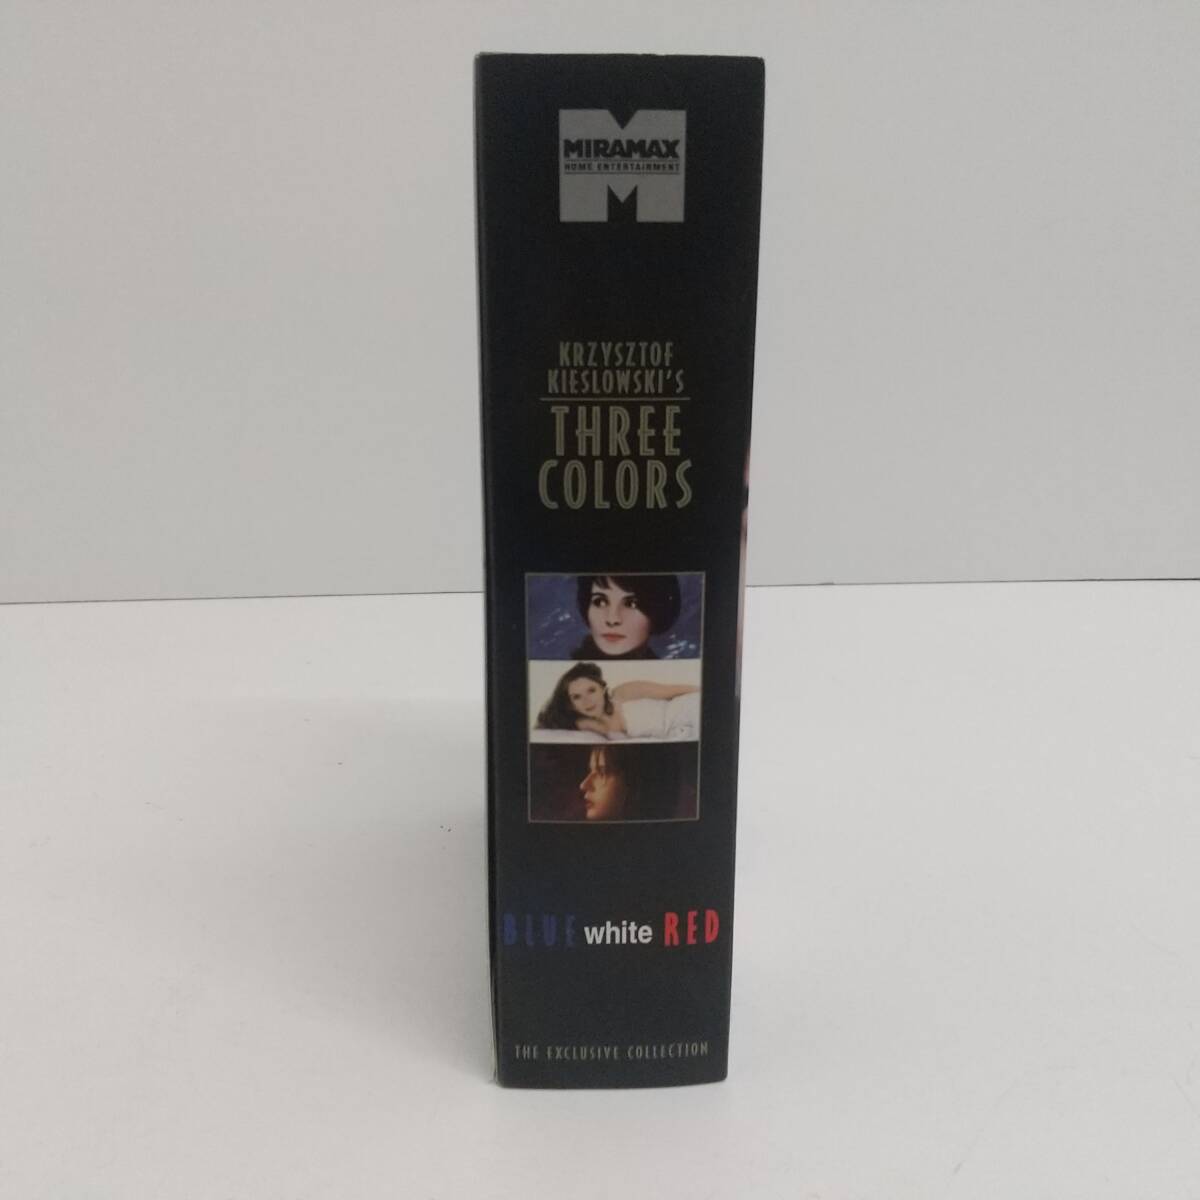 MIRAMAX
HOME ENTERTAINMENT
KRZYSZTOF
KIESLOWSKI'S
THREE
COLORS
BLUE white RED
THE EXCLUSIVE COLLECTION